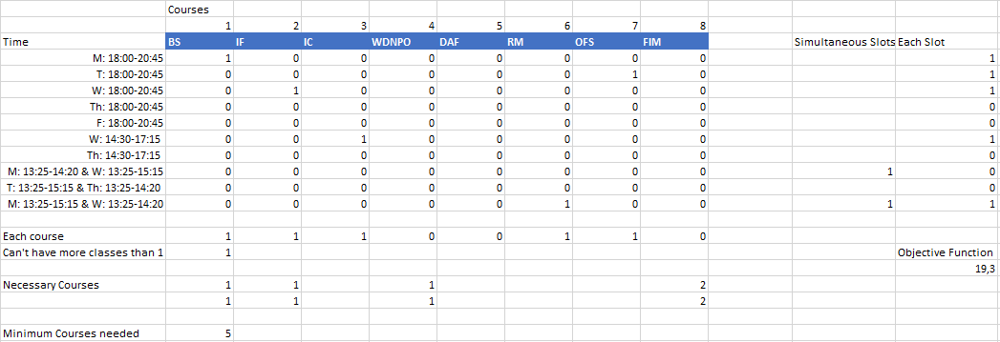 Courses
1 2 3 4 5 6 7 8
Time BS IF IC WDNPO DAF RM OFS FIM Simultaneous Slots Each Slot
M: 18:00-20:45 1 0 0 0 0 0 0 0 1
T: 18:00-20:45 0 0 0 0 0 0 1 0 1
W: 18:00-20:45 0 1 0 0 0 0 0 0 1
Th: 18:00-20:45 0 0 0 0 0 0 0 0 0
F: 18:00-20:45 0 0 0 0 0 0 0 0 0
W: 14:30-17:15 0 0 1 0 0 0 0 0 1
Th: 14:30-17:15 0 0 0 0 0 0 0 0 0
M: 13:25-14:20 & W: 13:25-15:15 0 0 0 0 0 0 0 0 1 0
T: 13:25-15:15 & Th: 13:25-14:20 0 0 0 0 0 0 0 0 0
M: 13:25-15:15 & W: 13:25-14:20 0 0 0 0 0 1 0 0 1 1
Each course 1 1 1 0 0 1 1 0
Can't have more classes than 1 1 Objective Function
19,3
Necessary Courses 1 1 1 2
1 1 1 2
Minimum Courses needed 5